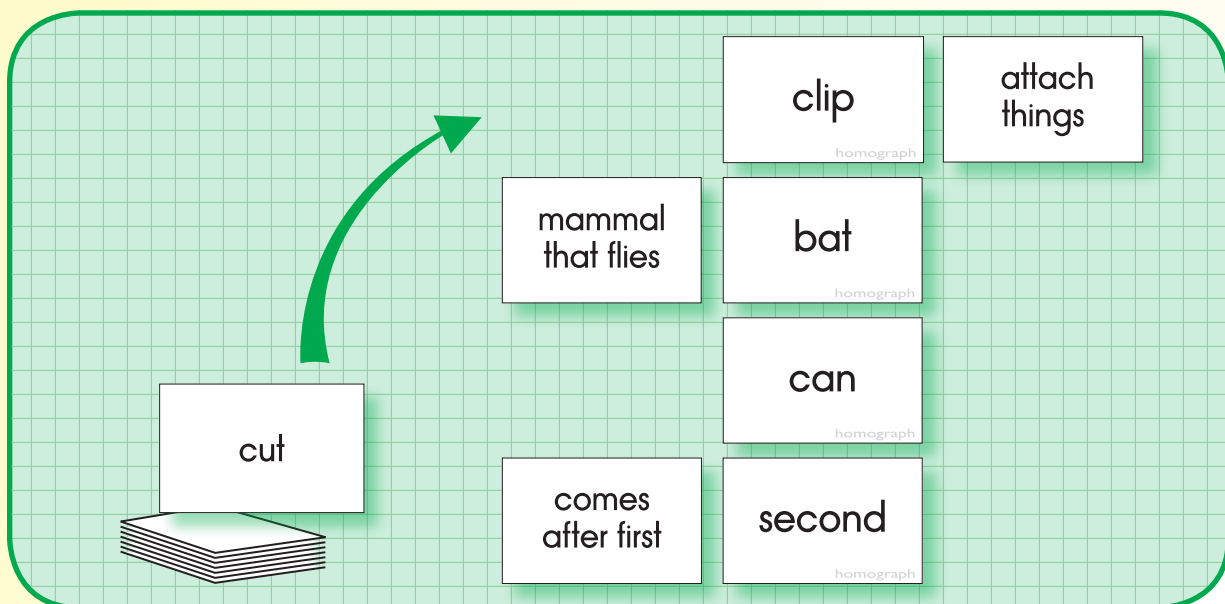 clip
homograph
attach
things
mammal
that flies
bat
homograph
can
homograph
cut
comes
after first
second
homograph